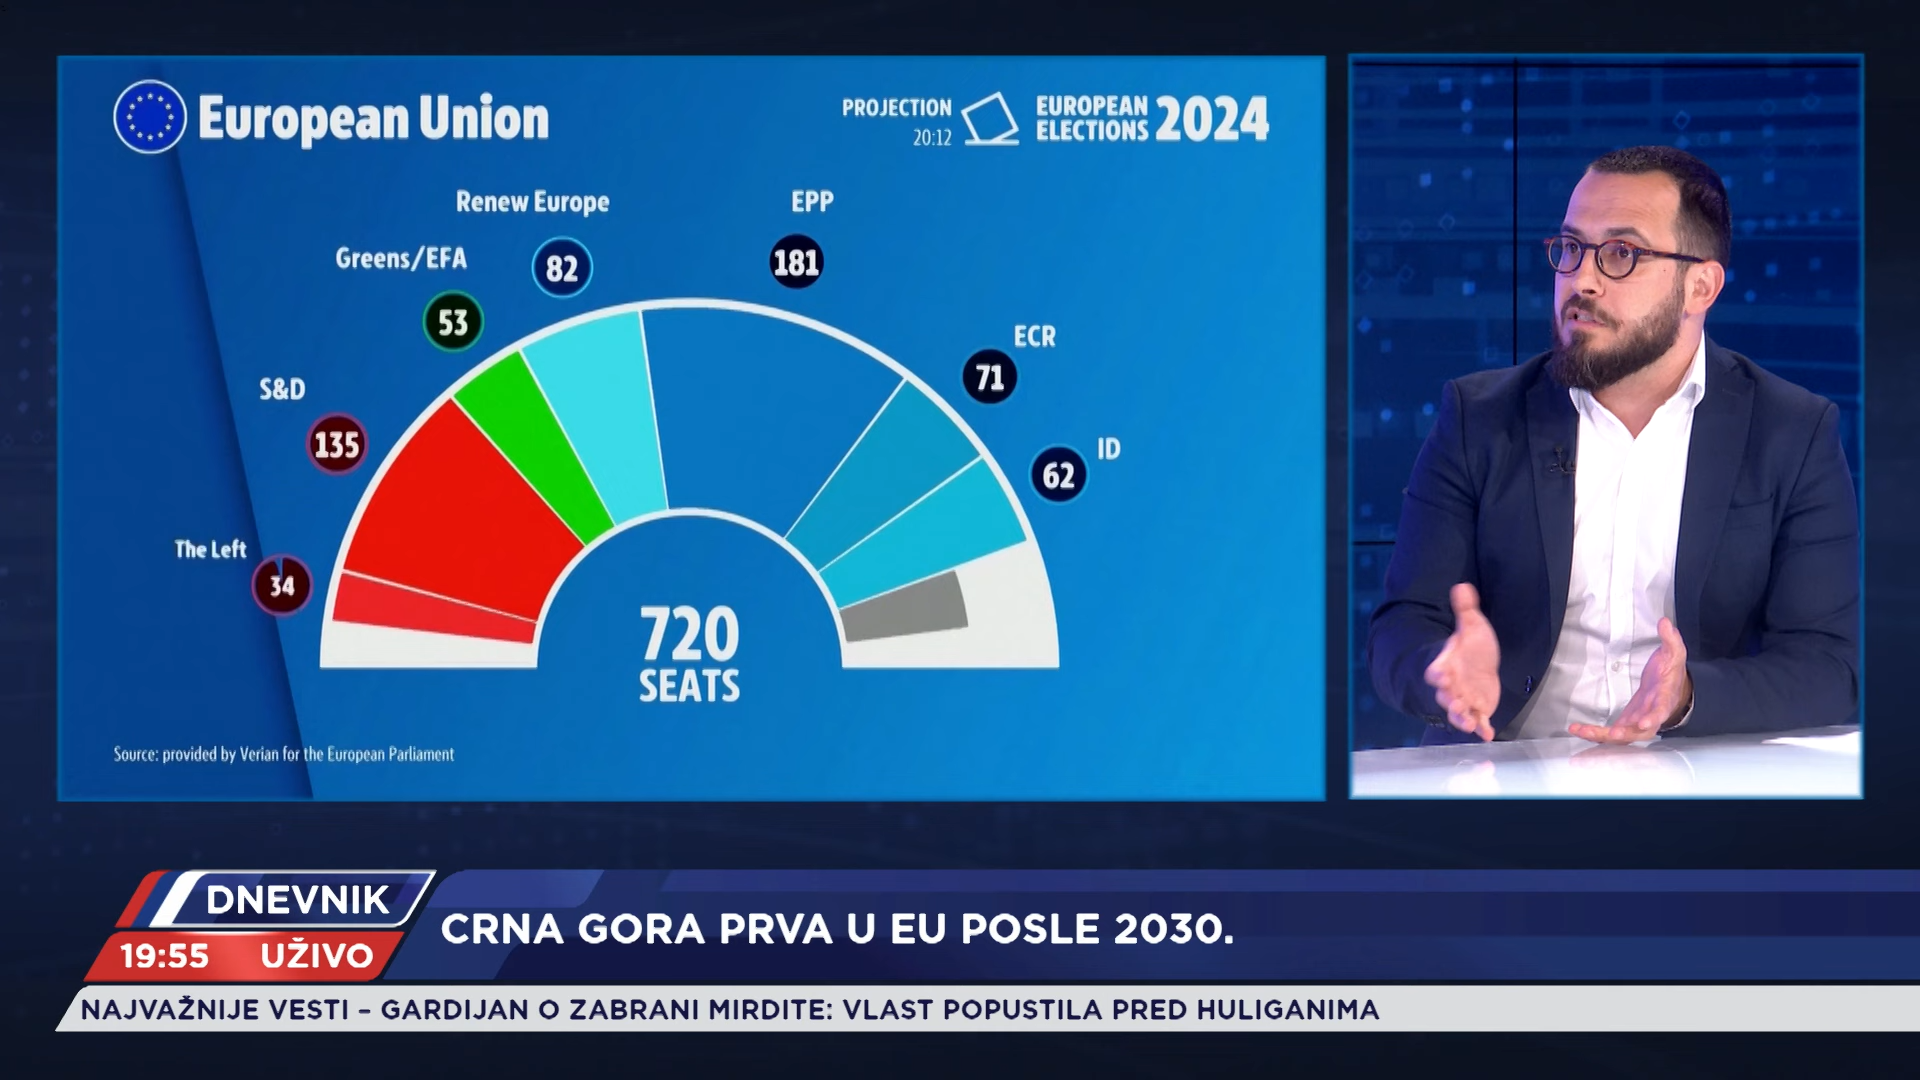 European Union
PROJECTION
20:12
EUROPEAN
ELECTIONS 2024
Renew Europe
EPP
Greens/EFA
82
181
53
ECR
S&D
71
135
ID
62
The Left
34
720
SEATS
Source: provided by Verian for the European Parliament
DNEVNIK
19:55 UŽIVO
CRNA GORA PRVA U EU POSLE 2030.
NAJVAŽNIJE VESTI – GARDIJAN O ZABRANI MIRDITE: VLAST POPUSTILA PRED HULIGANIMA